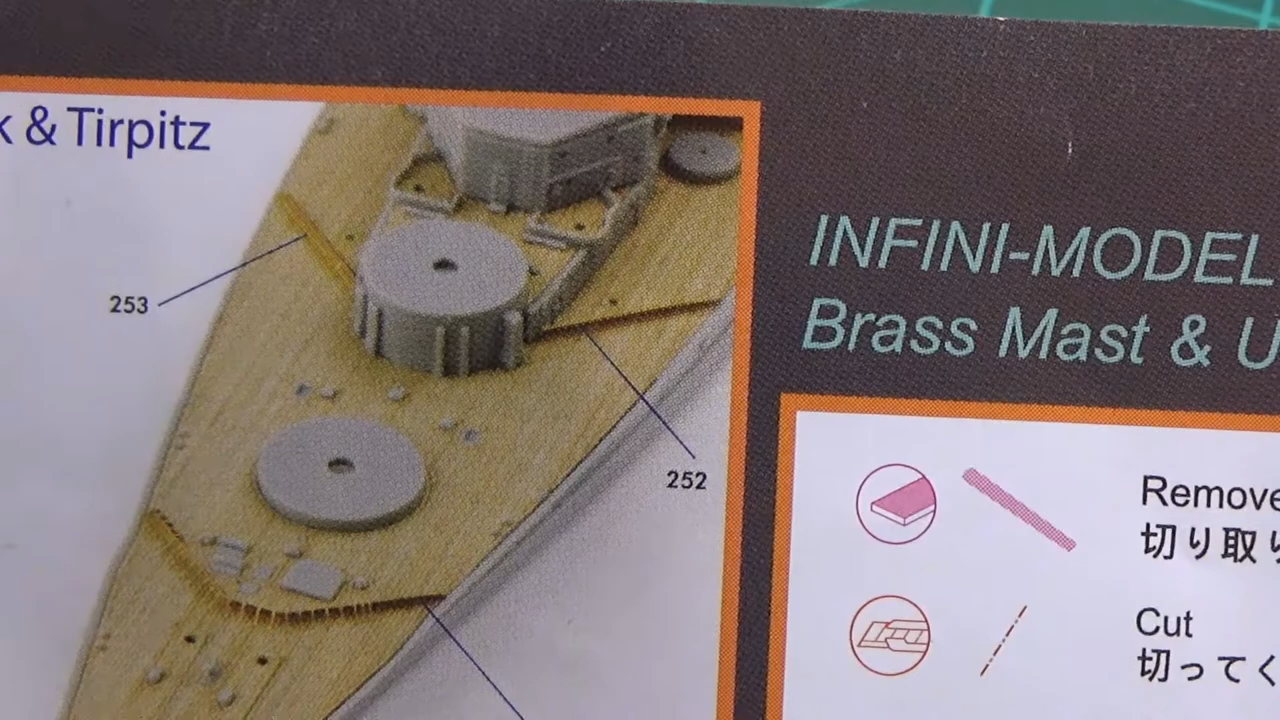 k & Tirpitz
253
252
INFINI-MODEL
Brass Mast & U
Remove
切り取り
Cut
切ってく